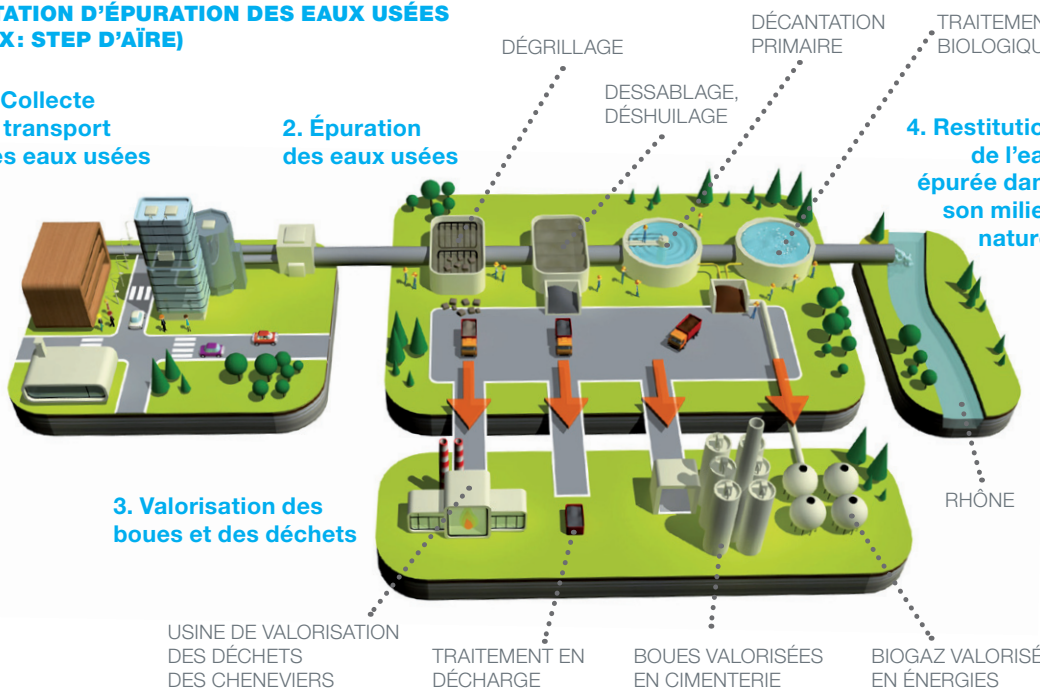 TATION D'ÉPURATION DES EAUX USÉES
X: STEP D'AÏRE)
Collecte
transport
es eaux usées
2. Épuration
des eaux usées
DÉGRILLAGE
DESSABLAGE,
DÉSHUILAGE
DÉCANTATION
PRIMAIRE
TRAITEMEN
BIOLOGIQU
4. Restitutio
de l'ea
épurée dan
son milie
natur
3. Valorisation des
boues et des déchets
RHÔNE
USINE DE VALORISATION
DES DÉCHETS
DES CHENEVIERS
TRAITEMENT EN
DÉCHARGE
BOUES VALORISÉES
EN CIMENTERIE
BIOGAZ VALORISÉ
EN ÉNERGIES